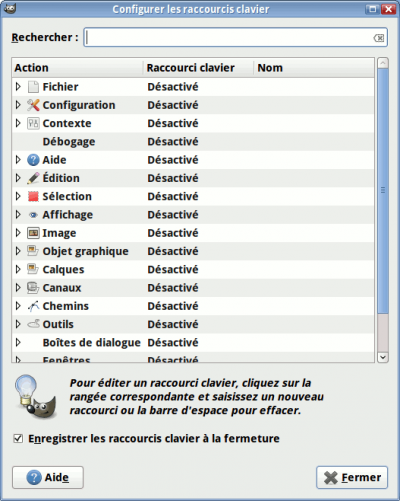 Configurer les raccourcis clavier
Rechercher :
Action Raccourci clavier Nom
Fichier Désactivé
Configuration Désactivé
Contexte Désactivé
Débogage Désactivé
Aide Désactivé
Édition Désactivé
Sélection Désactivé
Affichage Désactivé
Image Désactivé
Objet graphique Désactivé
Calques Désactivé
Canaux Désactivé
Chemins Désactivé
Outils Désactivé
Boîtes de dialogue Désactivé
Fenêtres Désactivé
Pour éditer un raccourci clavier, cliquez sur la
rangée correspondante et saisissez un nouveau
raccourci ou la barre d'espace pour effacer.
Enregistrer les raccourcis clavier à la fermeture
Aide Fermer